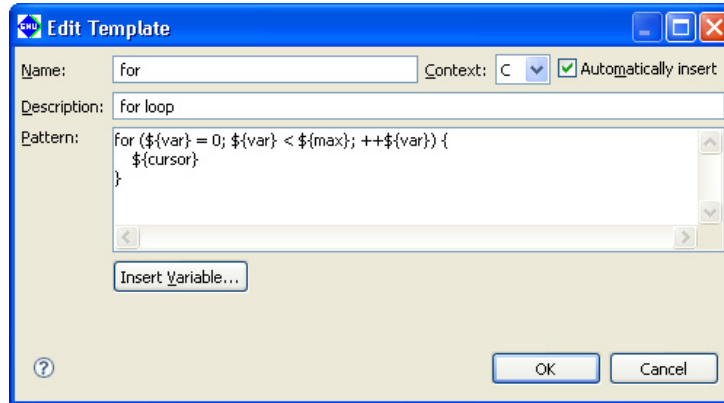 GNU Edit Template
Name: for Context: C Automatically insert
Description: for loop
Pattern: for (${var} = 0; ${var} < ${max}; ++${var}) {
${cursor}
}
Insert Variable...
? OK Cancel